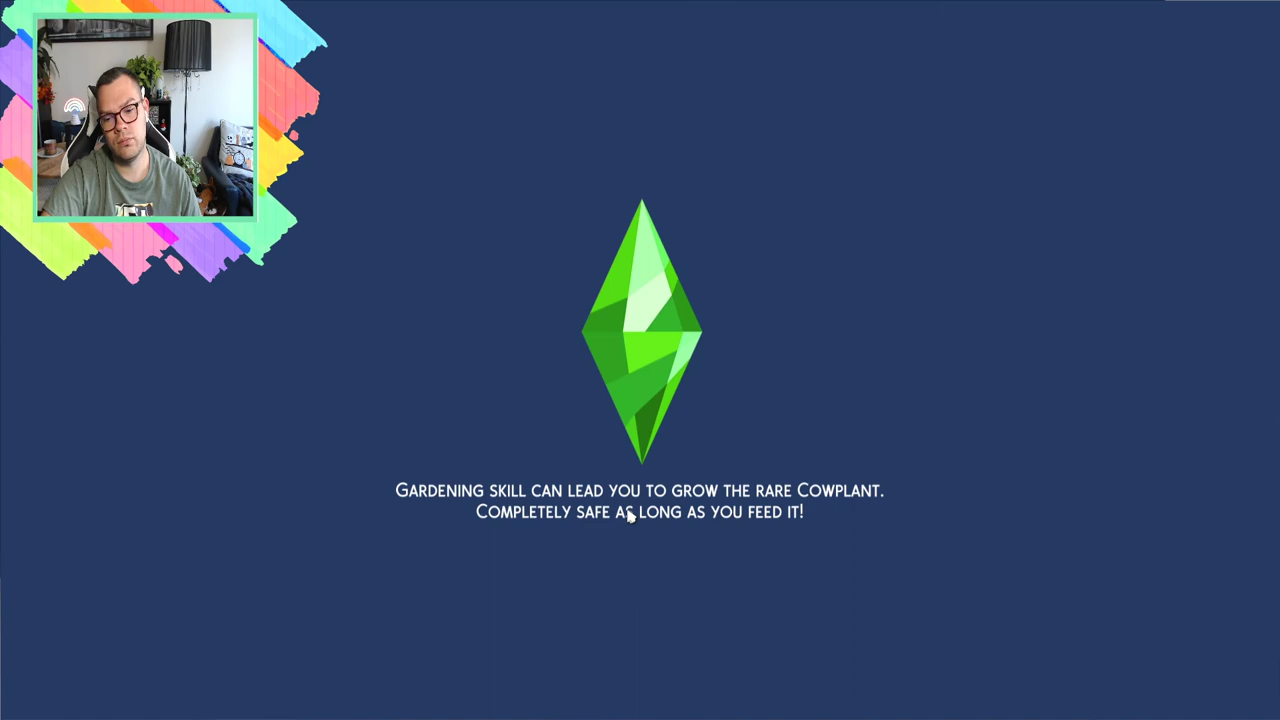 Gardening skill can lead you to grow the rare Cowplant.
Completely safe as long as you feed it!